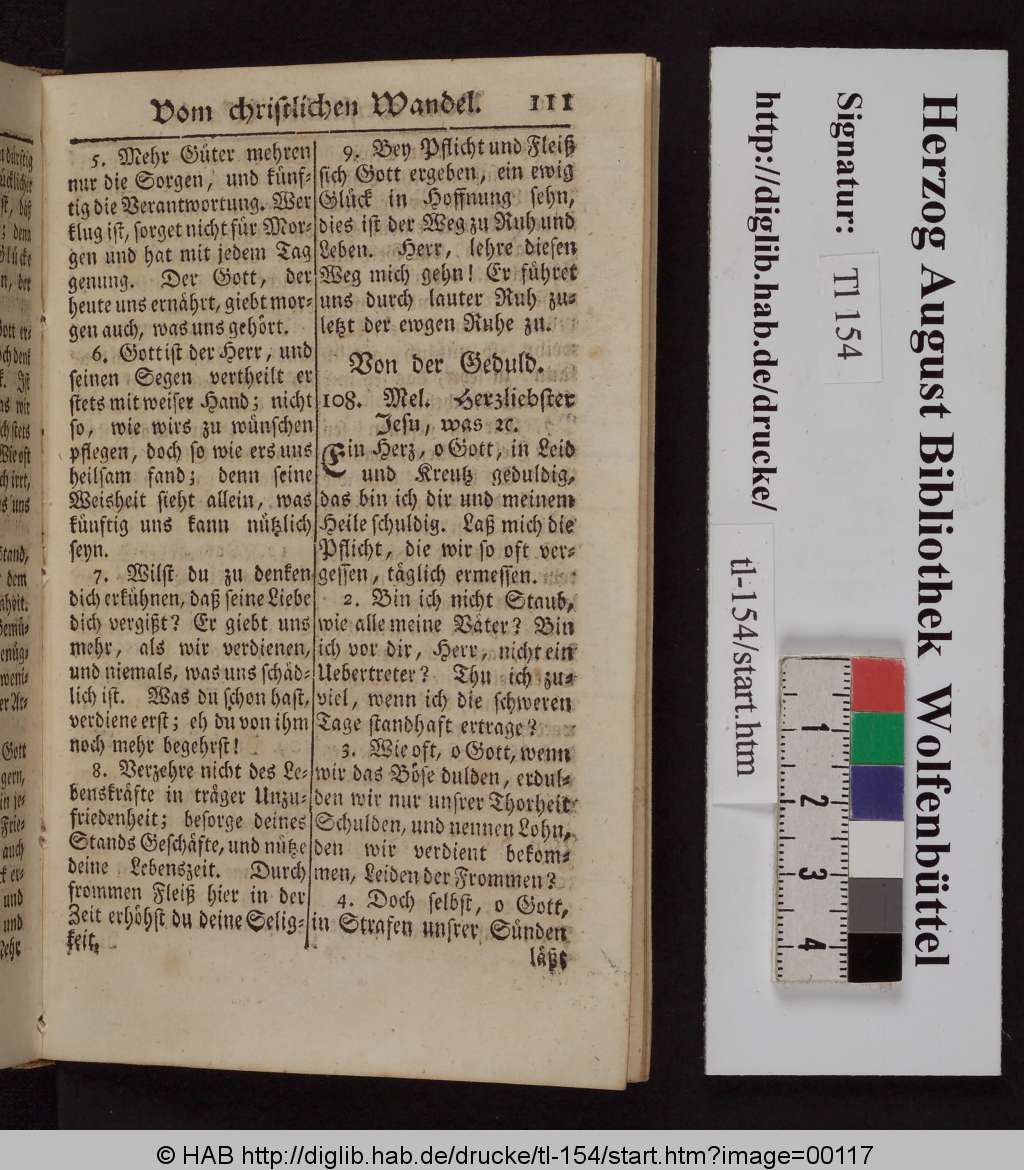 Vom christlichen Wandel. 111
5. Mehr Güter mehren
nur die Sorgen, und künf-
tig die Verantwortung. Wer
klug ist, sorget nicht für Mor-
gen und hat mit jedem Tag
genung. Der Gott, der
heute uns ernährt, giebt mor-
gen auch, was uns gehört.
6. Gott ist der Herr, und
seinen Segen vertheilt er
stets mit weiser Hand; nicht
so, wie wirs zu wünschen
pflegen, doch so wie ers uns
heilsam fand; denn seine
Weisheit sieht allein, was
künftig uns kann nützlich
seyn.
7. Wilst du zu denken
dich erkühnen, daß seine Liebe
dich vergißt? Er giebt uns
mehr, als wir verdienen,
und niemals, was uns schäd-
lich ist. Was du schon hast,
verdiene erst; eh du von ihm
noch mehr begehrst!
8. Verzehre nicht des Le-
benskräfte in träger Unzu-
friedenheit; besorge deines
Stands Geschäfte, und nütze
deine Lebenszeit. Durch
frommen Fleiß hier in der
Zeit erhöhst du deine Selig-
keit.
9. Bey Pflicht und Fleiß
sich Gott ergeben, ein ewig
Glück in Hoffnung sehn,
dies ist der Weg zu Ruh und
Leben. Herr, lehre diesen
Weg mich gehn! Er führet
uns durch lauter Ruh zu-
letzt der ewgen Ruhe zu.
Von der Geduld.
108. Mel. Herzliebster
Jesu, was ꝛc.
Ein Herz, o Gott, in Leid
und Kreutz geduldig,
das bin ich dir und meinem
Heile schuldig. Laß mich die
Pflicht, die wir so oft ver-
gessen, täglich ermessen.
2. Bin ich nicht Staub,
wie alle meine Väter? Bin
ich vor dir, Herr, nicht ein
Uebertreter? Thu ich zu-
viel, wenn ich die schweren
Tage standhaft ertrage?
3. Wie oft, o Gott, wenn
wir das Böse dulden, erdul-
den wir nur unsrer Thorheit
Schulden, und nennen Lohn,
den wir verdient bekom-
men, Leiden der Frommen?
4. Doch selbst, o Gott,
in Strafen unsrer Sünden
läßt
Herzog August Bibliothek Wolfenbüttel
Signatur: Tl 154
http://diglib.hab.de/drucke/ tl-154/start.htm
1
2
3
4
© HAB http://diglib.hab.de/drucke/tl-154/start.htm?image=00117